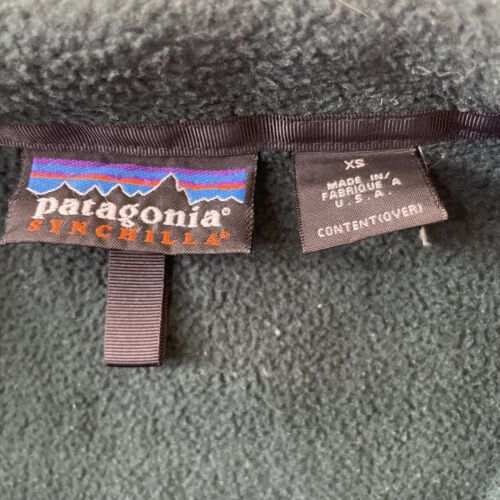 patagonia®
SYNCHILLA®
XS
MADE IN/
FABRIQUE A
U.S.A.
CONTENT(OVER)